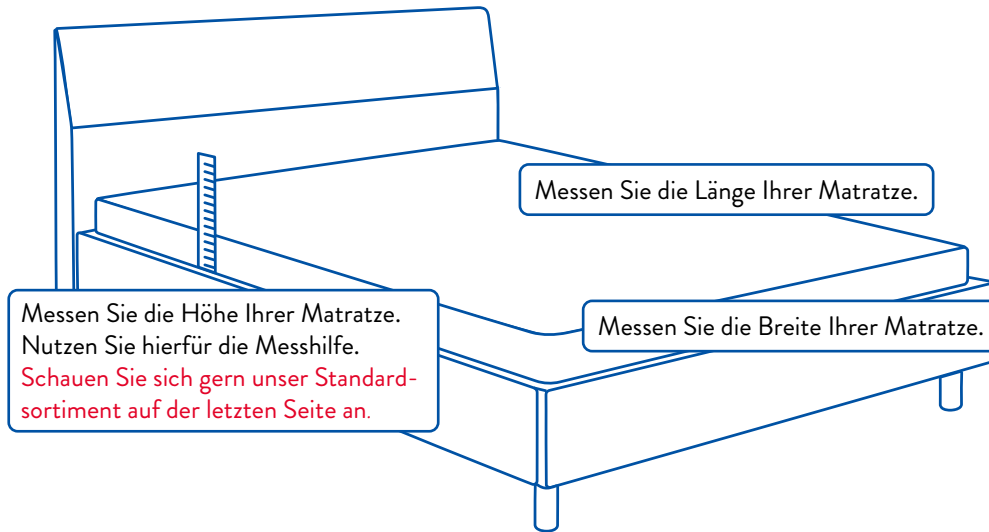 Messen Sie die Länge Ihrer Matratze.
Messen Sie die Höhe Ihrer Matratze.
Nutzen Sie hierfür die Messhilfe.
Schauen Sie sich gern unser Standard-
sortiment auf der letzten Seite an.
Messen Sie die Breite Ihrer Matratze.